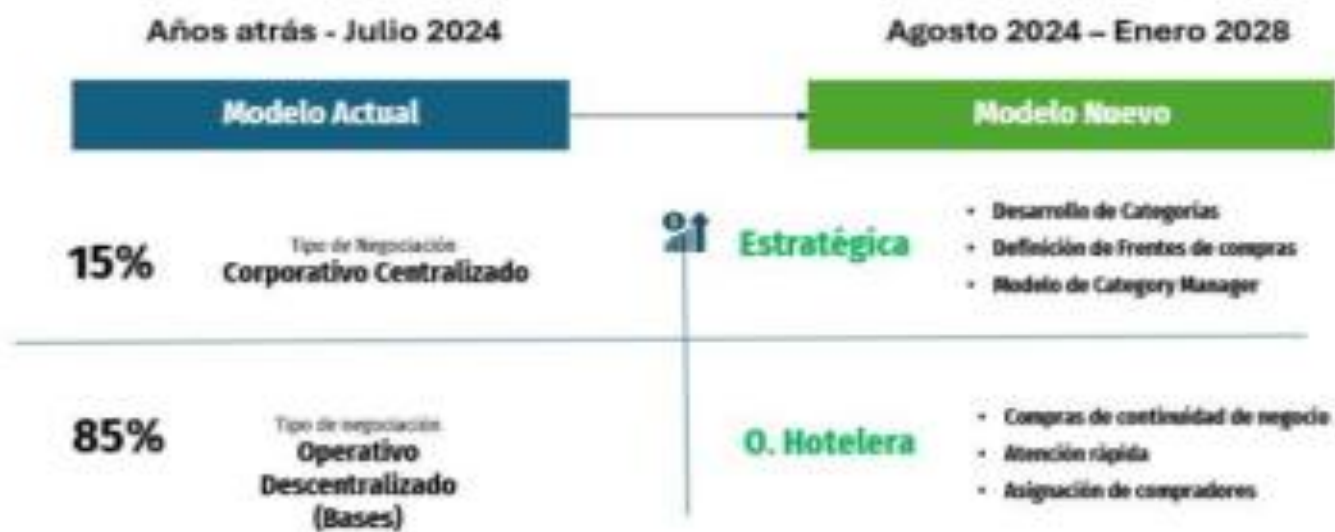 Años atrás - Julio 2024
Agosto 2024 – Enero 2028
Modelo Actual
Modelo Nuevo
15%
Tipo de Negociación
Corporativo Centralizado
Estratégica
• Desarrollo de Categorías
• Definición de Frentes de compras
• Modelo de Category Manager
85%
Tipo de negociación
Operativo
Descentralizado
(Bases)
O. Hotelera
• Compras de continuidad de negocio
• Atención rápida
• Asignación de compradores